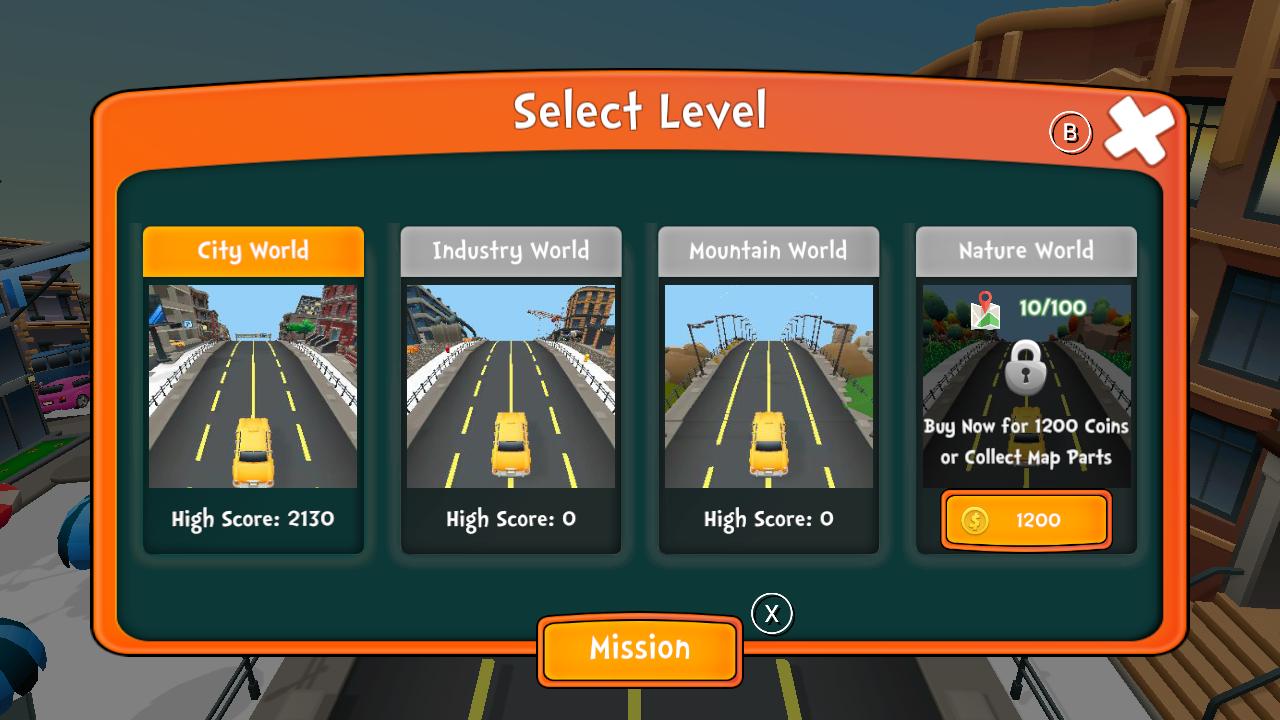 Select Level
B
City World
Industry World
Mountain World
Nature World
10/100
Buy Now for 1200 Coins
or Collect Map Parts
High Score: 2130
High Score: 0
High Score: 0
1200
X
Mission